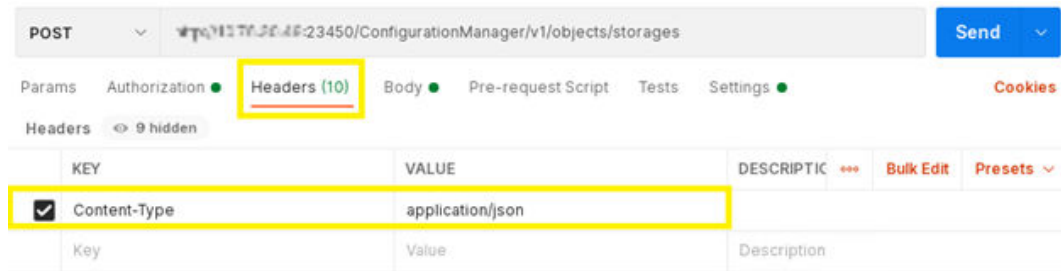 POST :23450/ConfigurationManager/v1/objects/storages Send
Params Authorization Headers (10) Body Pre-request Script Tests Settings Cookies
Headers 9 hidden
KEY VALUE DESCRIPTIC Bulk Edit Presets
Content-Type application/json
Key Value Description